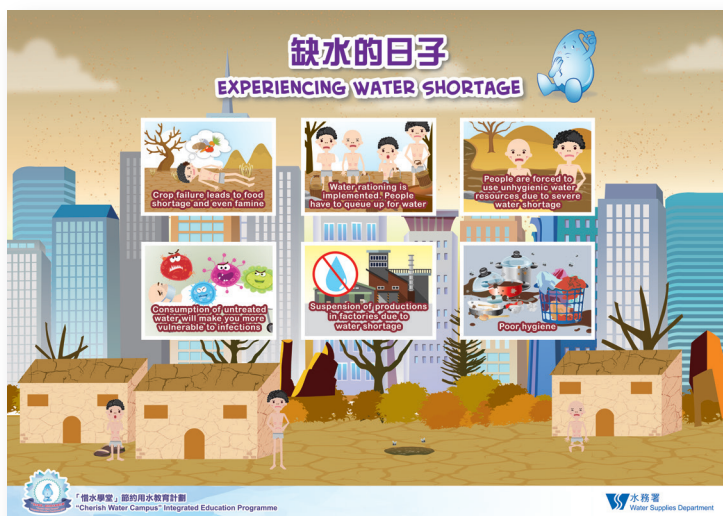 缺水的日子
EXPERIENCING WATER SHORTAGE
Crop failure leads to food
shortage and even famine
Water rationing is
implemented. People
have to queue up for water
People are forced to
use unhygienic water
resources due to severe
water shortage
Consumption of untreated
water will make you more
vulnerable to infections
Suspension of productions
in factories due to
water shortage
Poor hygiene
「惜水學堂」節約用水教育計劃
"Cherish Water Campus" Integrated Education Programme
水務署
Water Supplies Department